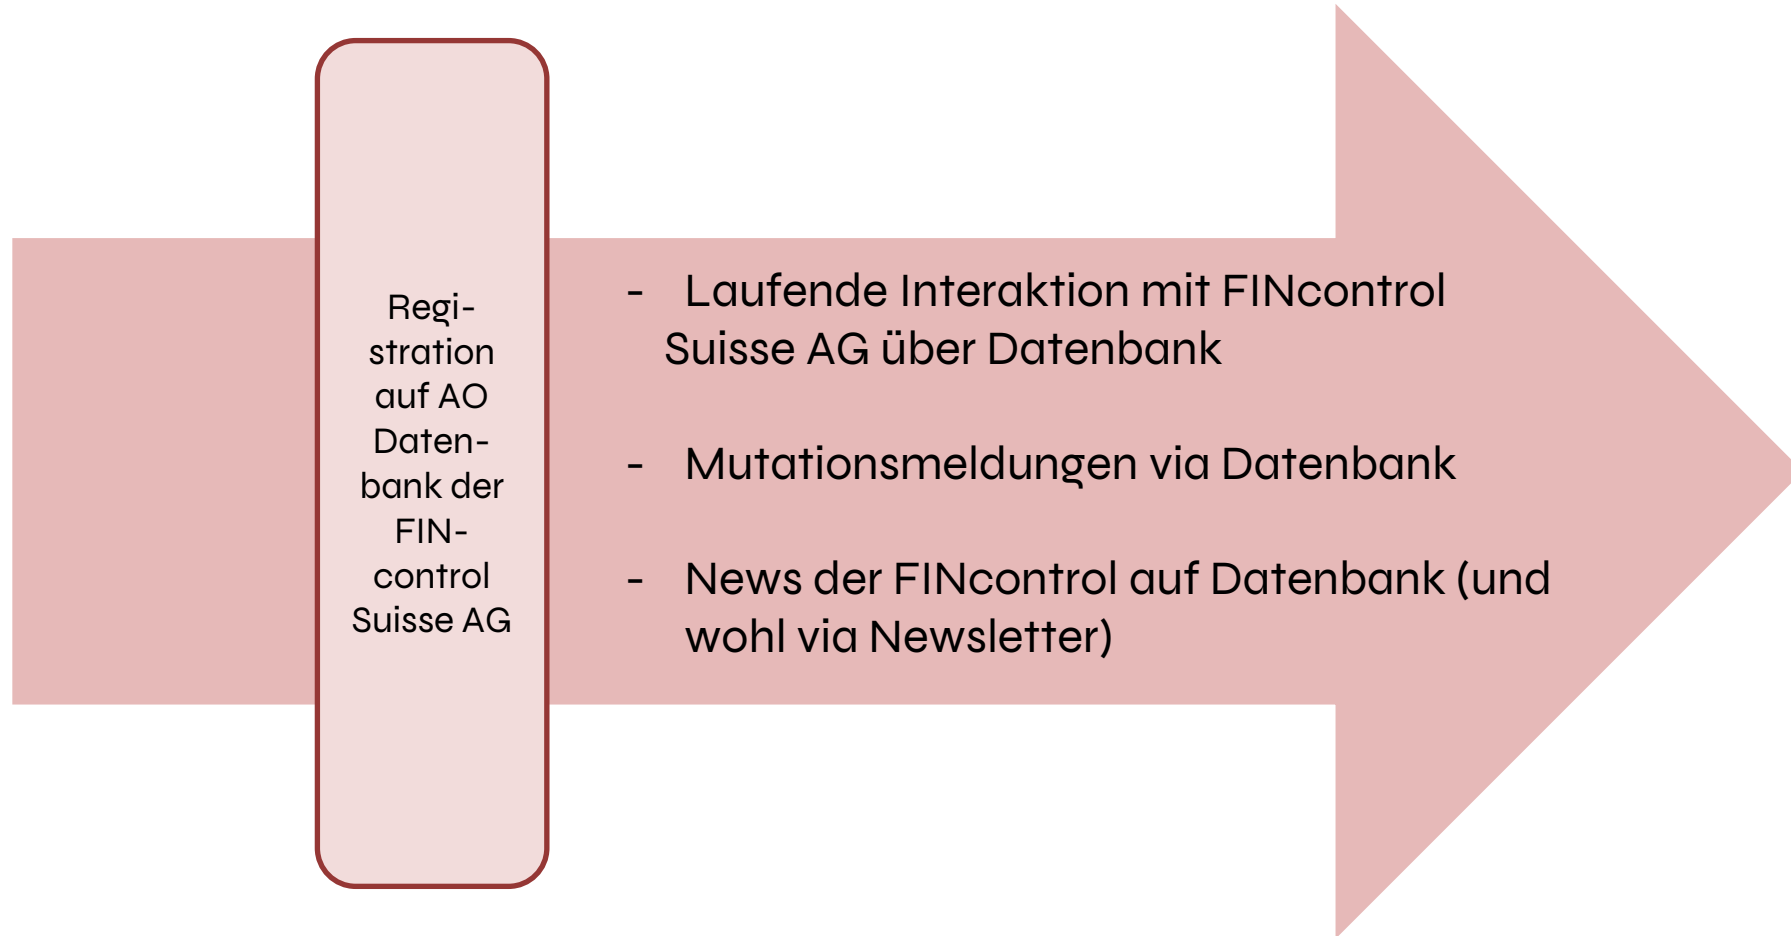 Regi-
stration
auf AO
Daten-
bank der
FIN-
control
Suisse AG
- Laufende Interaktion mit FINcontrol
Suisse AG über Datenbank
- Mutationsmeldungen via Datenbank
- News der FINcontrol auf Datenbank (und
wohl via Newsletter)